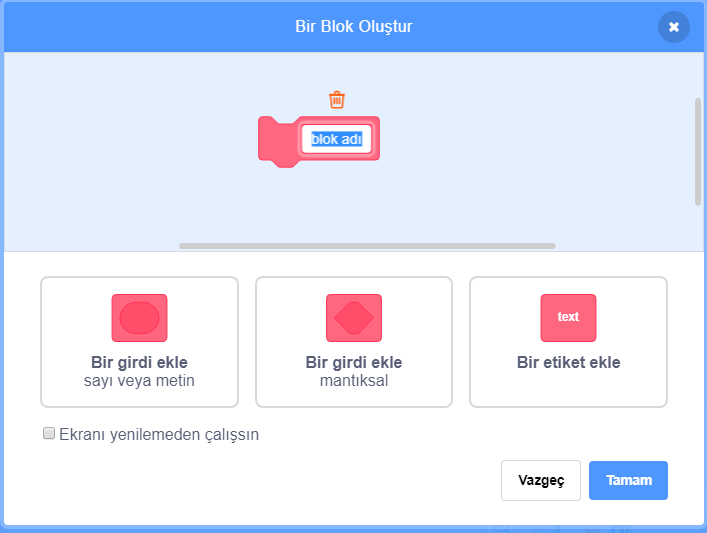 Bir Blok Oluştur
blok adı
text
Bir girdi ekle
sayı veya metin
Bir girdi ekle
mantıksal
Bir etiket ekle
Ekranı yenilemeden çalışsın
Vazgeç
Tamam